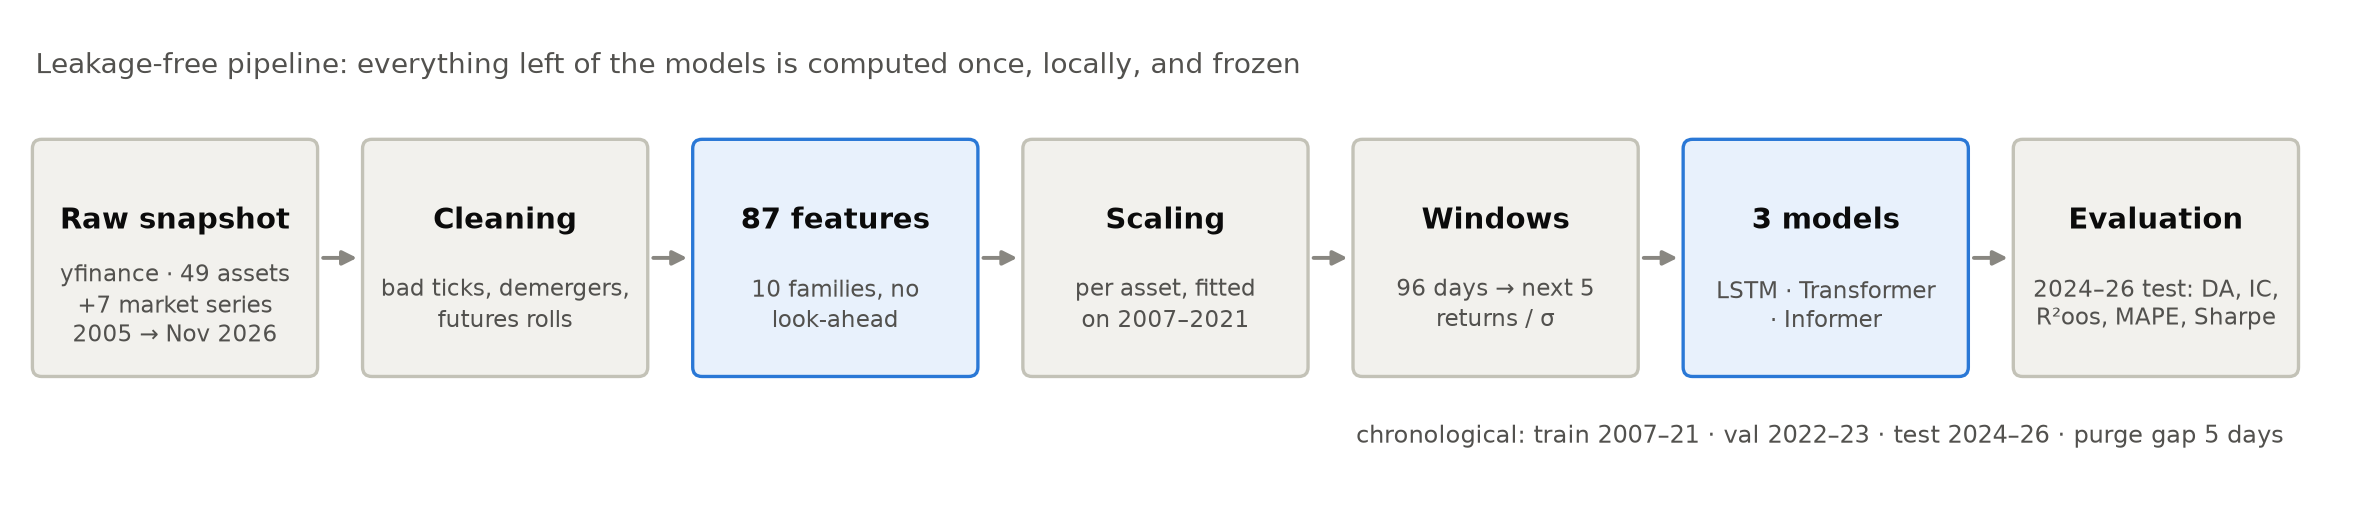 Leakage-free pipeline: everything left of the models is computed once, locally, and frozen
Raw snapshot
yfinance · 49 assets
+7 market series
2005 → Nov 2026
Cleaning
bad ticks, demergers,
futures rolls
87 features
10 families, no
look-ahead
Scaling
per asset, fitted
on 2007–2021
Windows
96 days → next 5
returns / σ
3 models
LSTM · Transformer
· Informer
Evaluation
2024–26 test: DA, IC,
R²oos, MAPE, Sharpe
chronological: train 2007–21 · val 2022–23 · test 2024–26 · purge gap 5 days